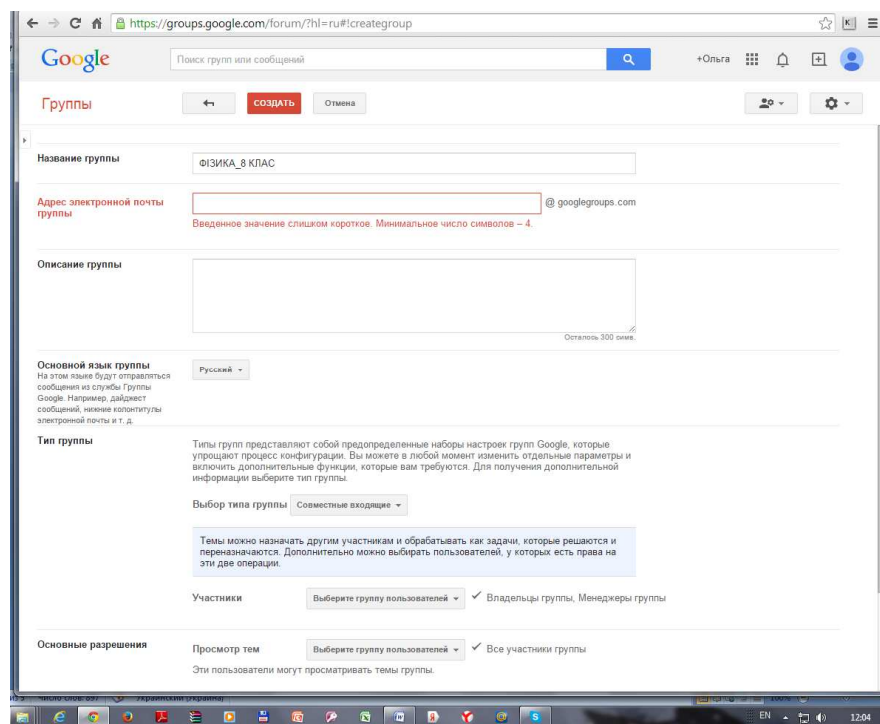 https://groups.google.com/forum/?hl=ru#!creategroup
Google
Поиск групп или сообщений
+Ольга
Группы
СОЗДАТЬ
Отмена
Название группы
ФІЗИКА_8 КЛАС
Адрес электронной почты
группы
@ googlegroups.com
Введенное значение слишком короткое. Минимальное число символов – 4.
Описание группы
Осталось 300 симв.
Основной язык группы
На этом языке будут отправляться
сообщения из службы Группы
Google. Например, дайджест
сообщений, нижние колонтитулы
электронной почты и т. д.
Русский
Тип группы
Типы групп представляют собой предопределенные наборы настроек групп Google, которые
упрощают процесс конфигурации. Вы можете в любой момент изменить отдельные параметры и
включить дополнительные функции, которые вам требуются. Для получения дополнительной
информации выберите тип группы.
Выбор типа группы Совместные входящие
Темы можно назначать другим участникам и обрабатывать как задачи, которые решаются и
переназначаются. Дополнительно можно выбирать пользователей, у которых есть права на
эти две операции.
Участники Выберите группу пользователей Владельцы группы, Менеджеры группы
Основные разрешения
Просмотр тем Выберите группу пользователей Все участники группы
Эти пользователи могут просматривать темы группы.
EN 12:04